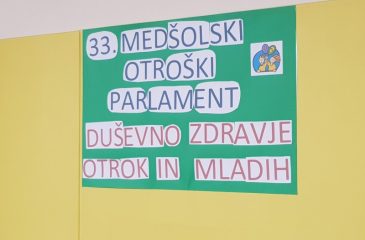 33. MEDŠOLSKI
OTROŠKI
PARLAMENT
DUŠEVNO ZDRAVJE
OTROK IN MLADIH